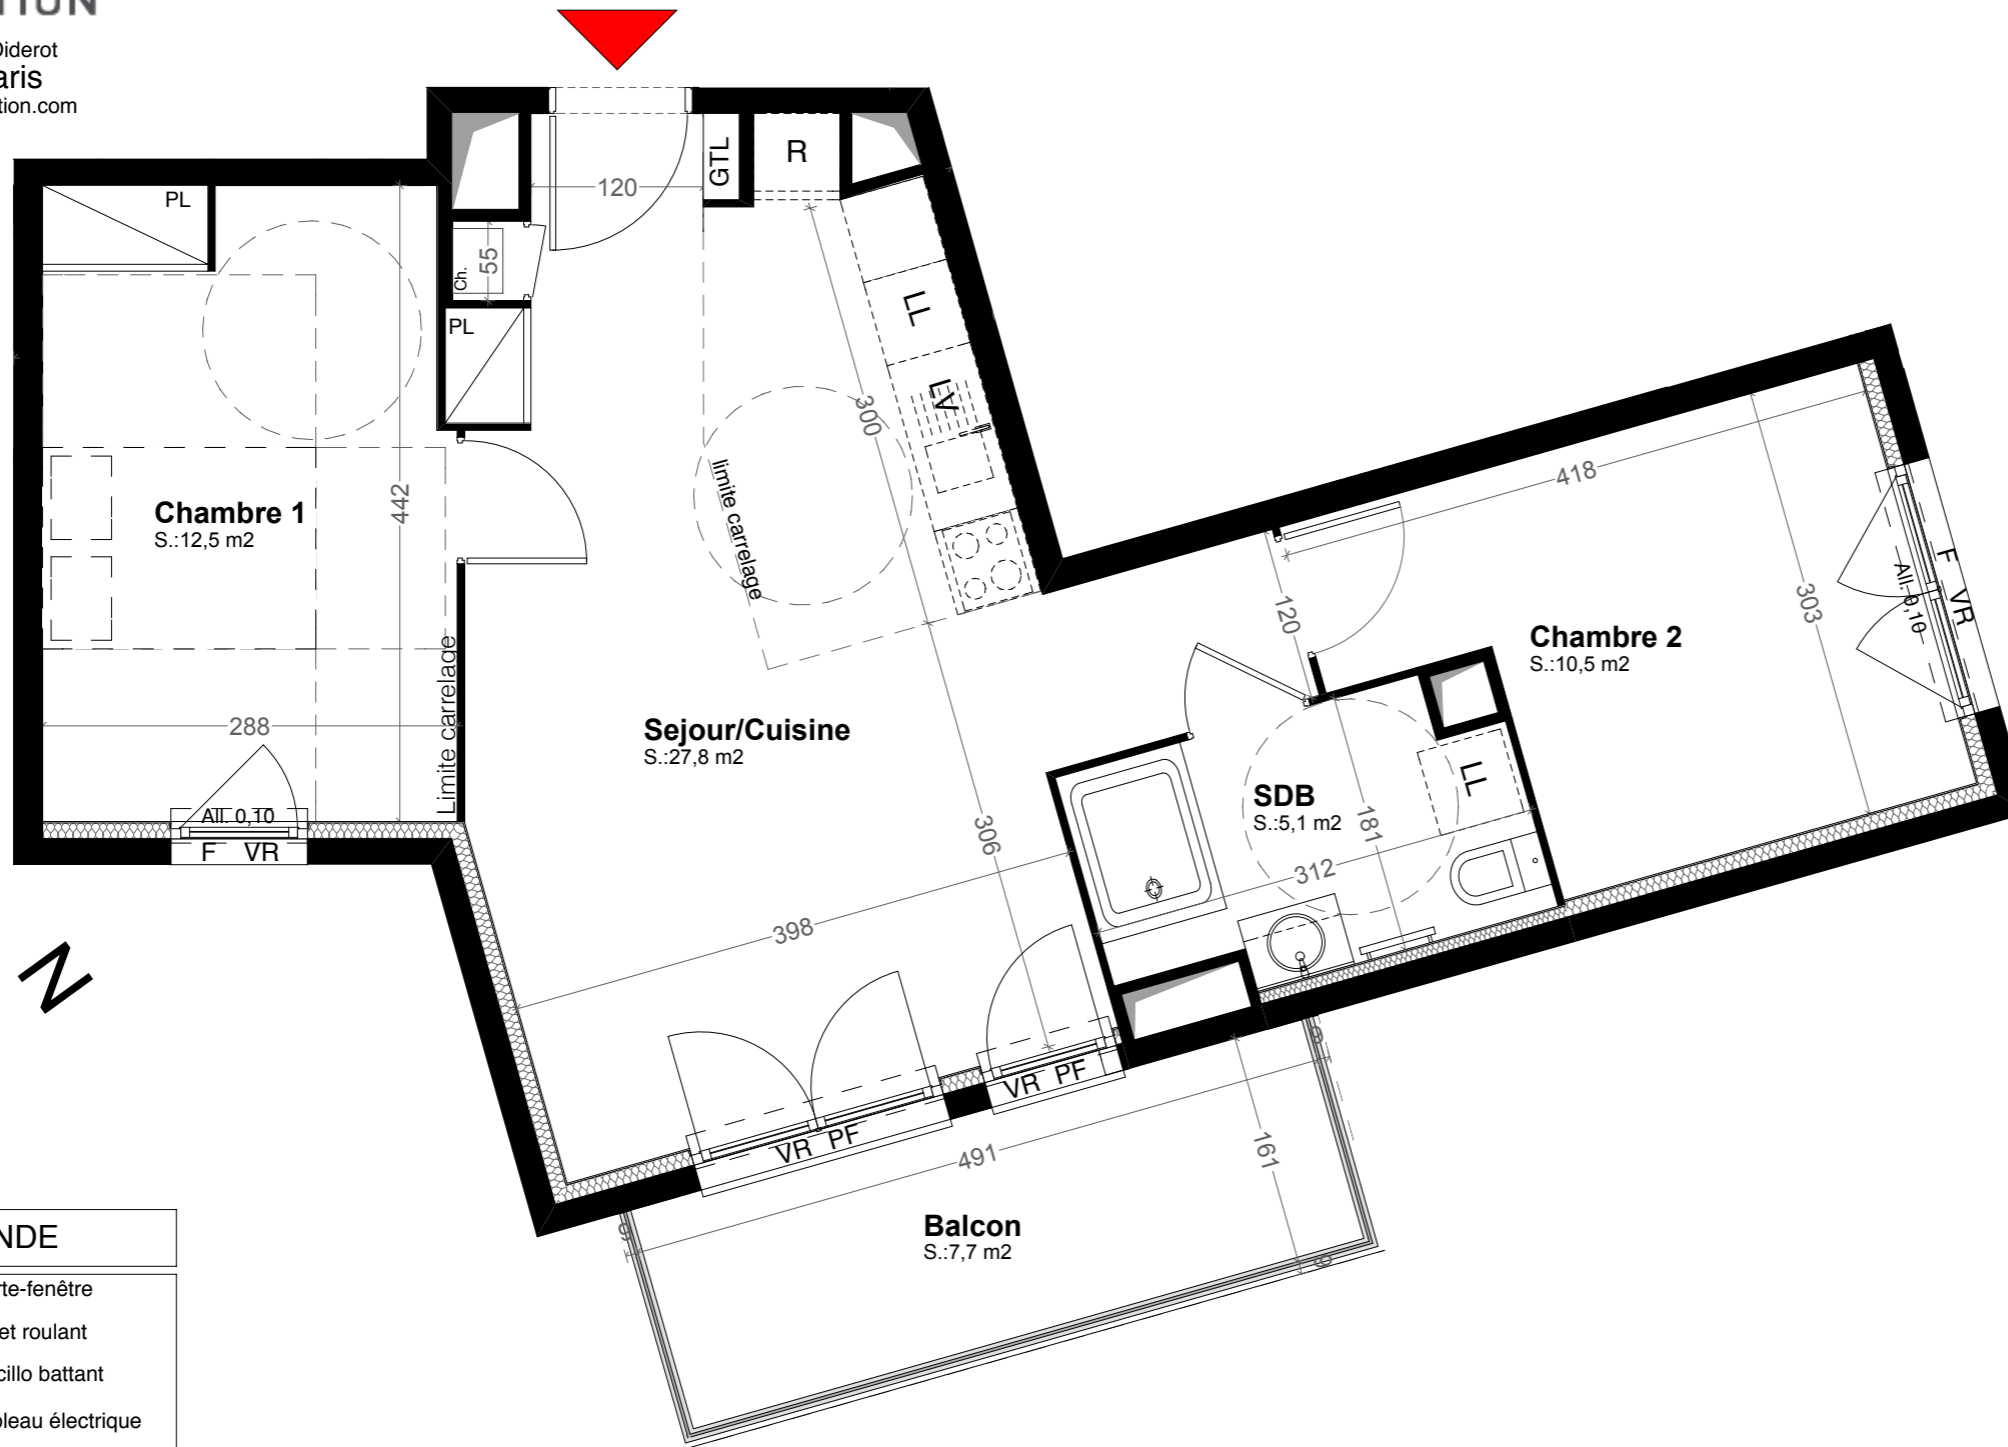 Diderot
aris
tion.com
120
GTL
R
PL
55
Ch.
PL
LL
LV
300
limite carrelage
442
Chambre 1
S.:12,5 m2
418
F VR
All. 0,10
303
120
Chambre 2
S.:10,5 m2
Limite carrelage
288
All. 0,10
F VR
Sejour/Cuisine
S.:27,8 m2
LL
SDB
S.:5,1 m2
181
312
306
398
N
VR PF
VR PF
491
161
Balcon
S.:7,7 m2
NDE
rte-fenêtre
et roulant
cillo battant
bleau électrique